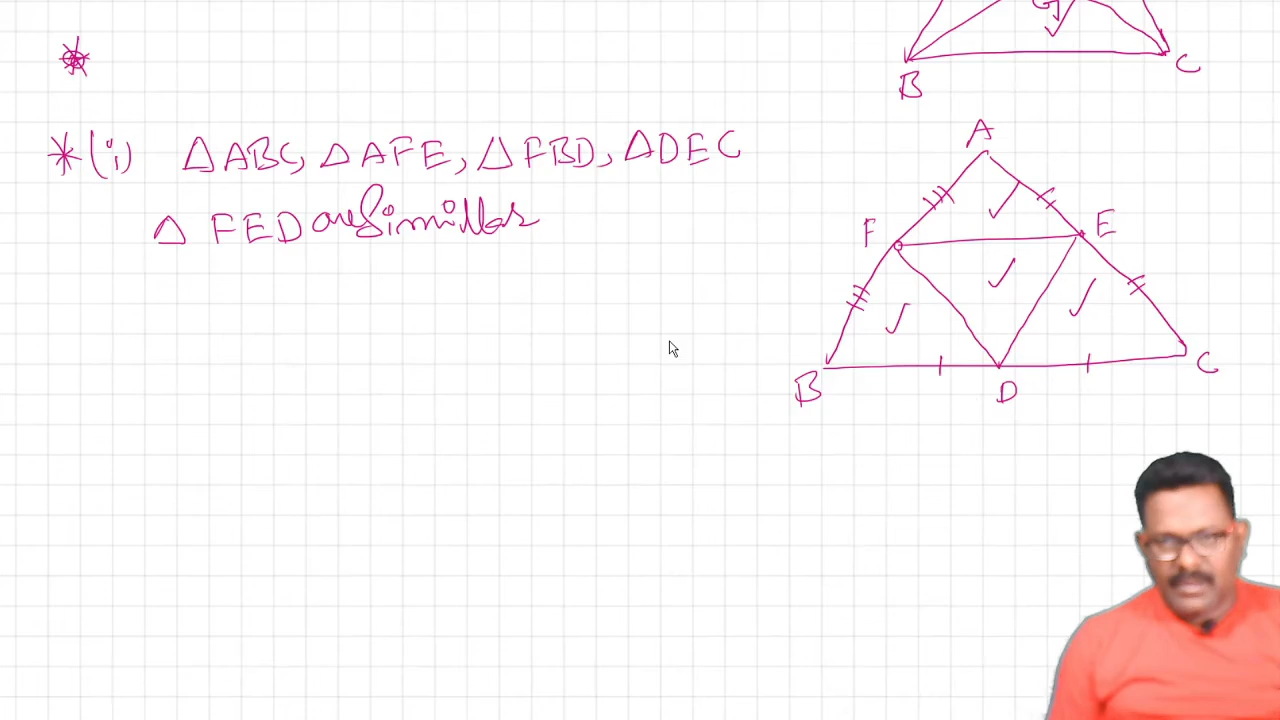 G
B
C
*
*(i) △ABC, △AFE, △FBD, △DEC
△ FED are Similar
A
F
E
B
D
C